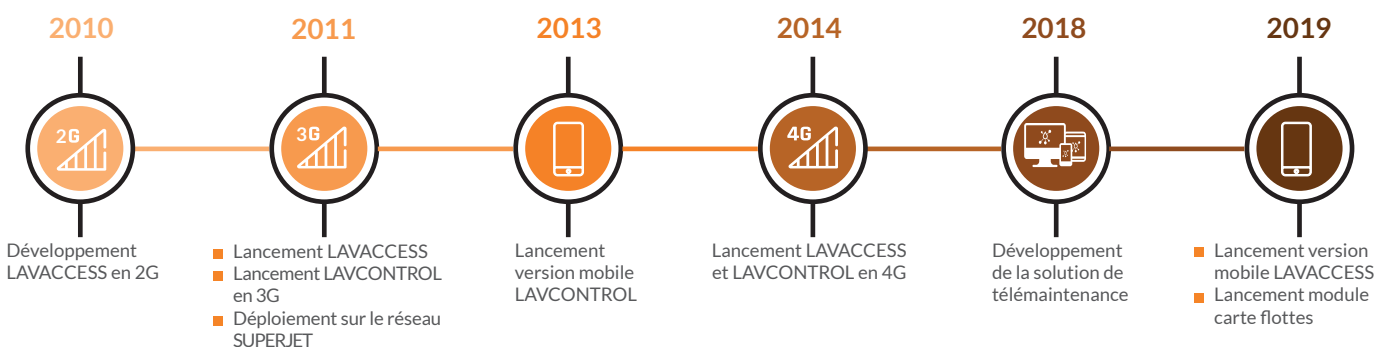 2010
2011
2013
2014
2018
2019
2G
3G
4G
Développement
LAVACCESS en 2G
Lancement LAVACCESS
Lancement LAVCONTROL
en 3G
Déploiement sur le réseau
SUPERJET
Lancement
version mobile
LAVCONTROL
Lancement LAVACCESS
et LAVCONTROL en 4G
Développement
de la solution de
télémaintenance
Lancement version
mobile LAVACCESS
Lancement module
carte flottes